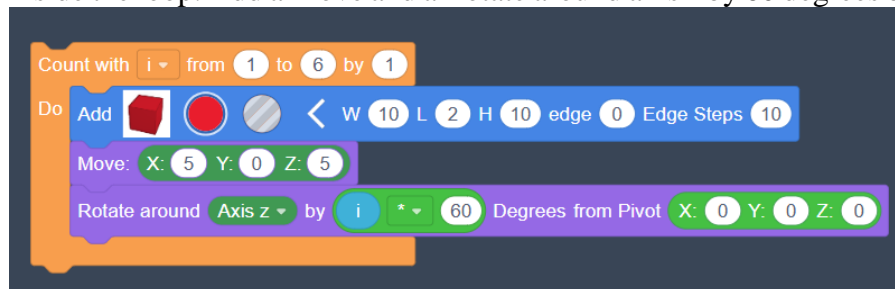 Count with i from 1 to 6 by 1
Do Add W 10 L 2 H 10 edge 0 Edge Steps 10
Move: X: 5 Y: 0 Z: 5
Rotate around Axis z by i * 60 Degrees from Pivot X: 0 Y: 0 Z: 0